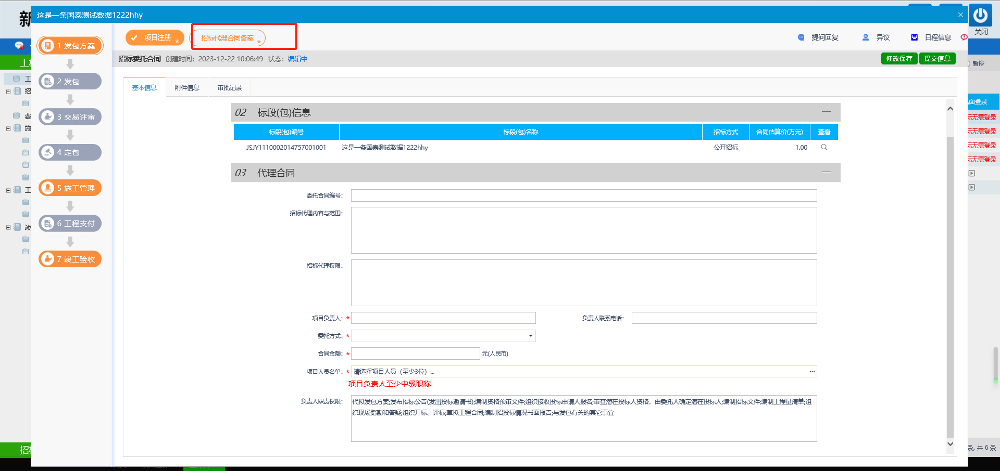 新
这是一条国泰测试数据1222hhy
关闭
1 发包方案
2 发包
3 交易评审
4 定包
5 施工管理
6 工程支付
7 竣工验收
项目注册 *
招标代理合同备案 *
提问回复
异议
日程信息
招标委托合同 创建时间：2023-12-22 10:06:49 状态：编辑中
修改保存
提交信息
暂停
基本信息
附件信息
审批记录
02 标段(包)信息
标段(包)编号 标段(包)名称 招标方式 合同估算价(万元) 查看
JSJY1110002014757001001 这是一条国泰测试数据1222hhy 公开招标 1.00
03 代理合同
委托合同编号：
招标代理内容与范围：
招标代理权限：
项目负责人：*
负责人联系电话：
委托方式：*
合同金额：* 元(人民币)
项目人员名单：* 请选择项目人员（至少3位）... ...
项目负责人至少中级职称
负责人职责权限：
代拟发包方案;发布招标公告(发出投标邀请书);编制资格预审文件;组织接收投标申请人报名;审查潜在投标人资格，由委托人确定潜在投标人;编制招标文件;编制工程量清单;组
织现场踏勘和答疑;组织开标、评标;草拟工程合同;编制招投标情况书面报告;与发包有关的其它事宜
工
工
招
费
施
工
竣
招
面登录
标无需登录
标无需登录
标无需登录
标无需登录
条, 共 6 条